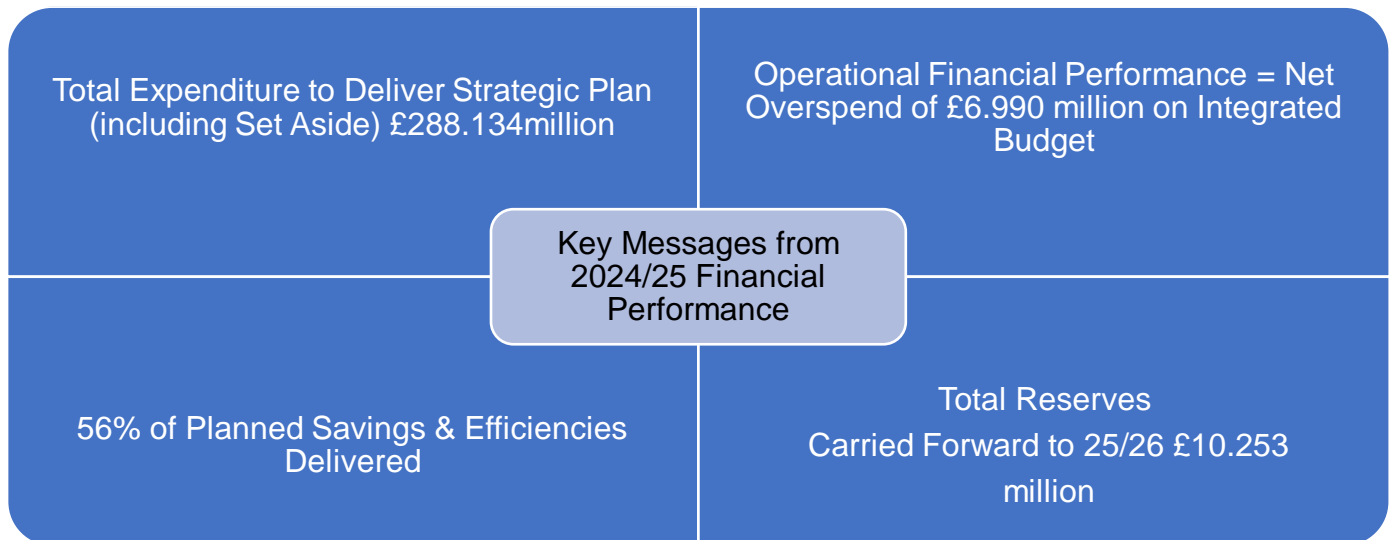 Total Expenditure to Deliver Strategic Plan
(including Set Aside) £288.134million
Operational Financial Performance = Net
Overspend of £6.990 million on Integrated
Budget
Key Messages from
2024/25 Financial
Performance
56% of Planned Savings & Efficiencies
Delivered
Total Reserves
Carried Forward to 25/26 £10.253
million